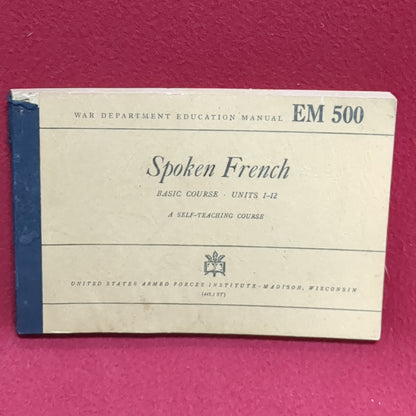 WAR DEPARTMENT EDUCATION MANUAL EM 500
Spoken French
BASIC COURSE · UNITS 1–12
A SELF-TEACHING COURSE
UNITED STATES ARMED FORCES INSTITUTE – MADISON, WISCONSIN